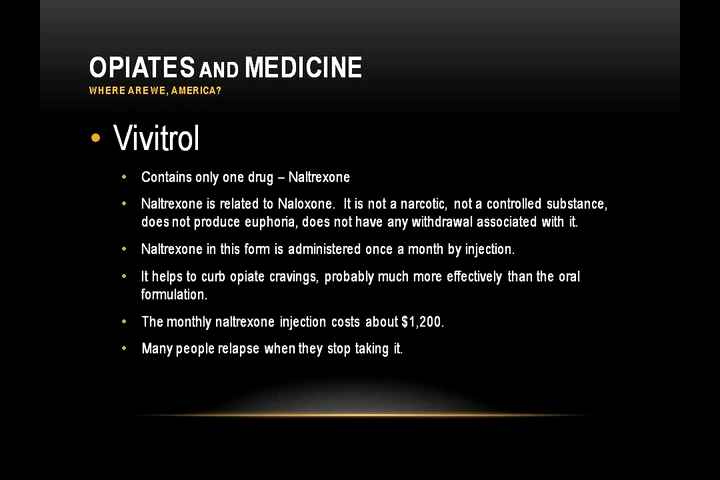 OPIATES AND MEDICINE
WHERE ARE WE, AMERICA?
• Vivitrol
• Contains only one drug – Naltrexone
• Naltrexone is related to Naloxone. It is not a narcotic, not a controlled substance,
does not produce euphoria, does not have any withdrawal associated with it.
• Naltrexone in this form is administered once a month by injection.
• It helps to curb opiate cravings, probably much more effectively than the oral
formulation.
• The monthly naltrexone injection costs about $1,200.
• Many people relapse when they stop taking it.